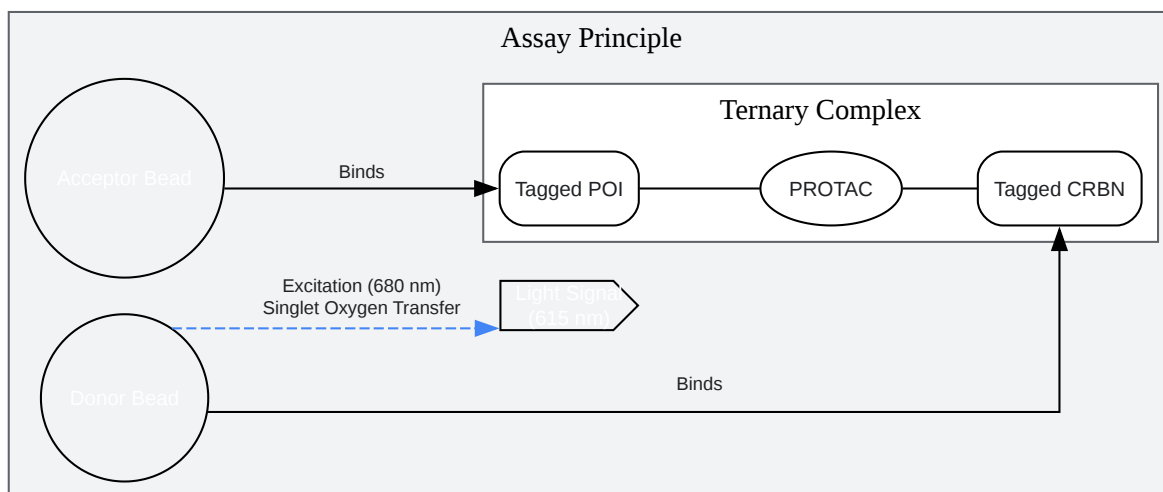 Assay Principle
Ternary Complex
Acceptor Bead
Binds
Tagged POI
PROTAC
Tagged CRBN
Excitation (680 nm)
Singlet Oxygen Transfer
Light Signal
(615 nm)
Donor Bead
Binds